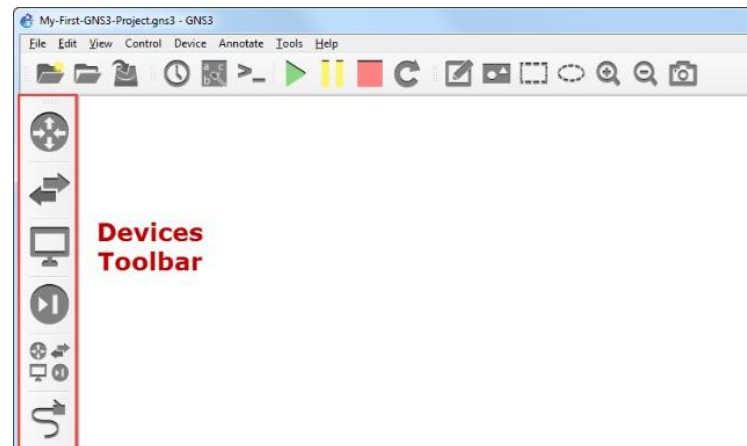 My-First-GNS3-Project.gns3 - GNS3
File Edit View Control Device Annotate Tools Help
Devices
Toolbar